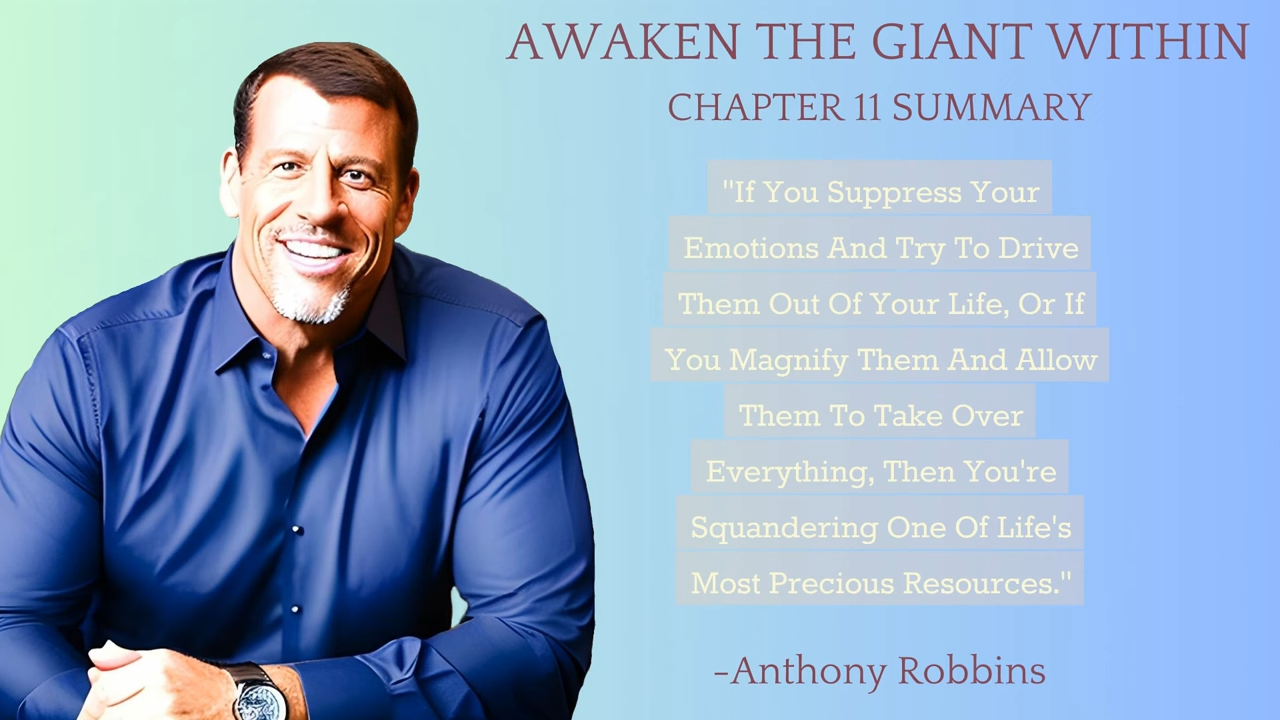 AWAKEN THE GIANT WITHIN
CHAPTER 11 SUMMARY
"If You Suppress Your
Emotions And Try To Drive
Them Out Of Your Life, Or If
You Magnify Them And Allow
Them To Take Over
Everything, Then You're
Squandering One Of Life's
Most Precious Resources."
-Anthony Robbins